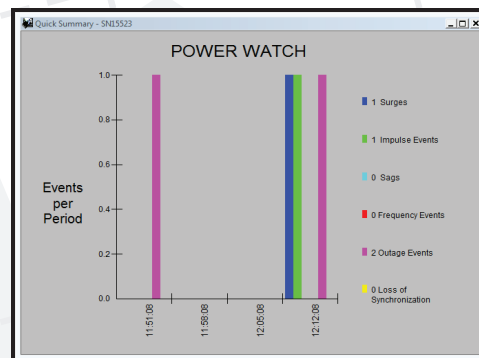 Quick Summary - SN15523
POWER WATCH
1.0
0.8
0.6
0.4
0.2
0.0
Events
per
Period
11:51:08
11:58:08
12:05:08
12:12:08
1 Surges
1 Impulse Events
0 Sags
0 Frequency Events
2 Outage Events
0 Loss of
Synchronization